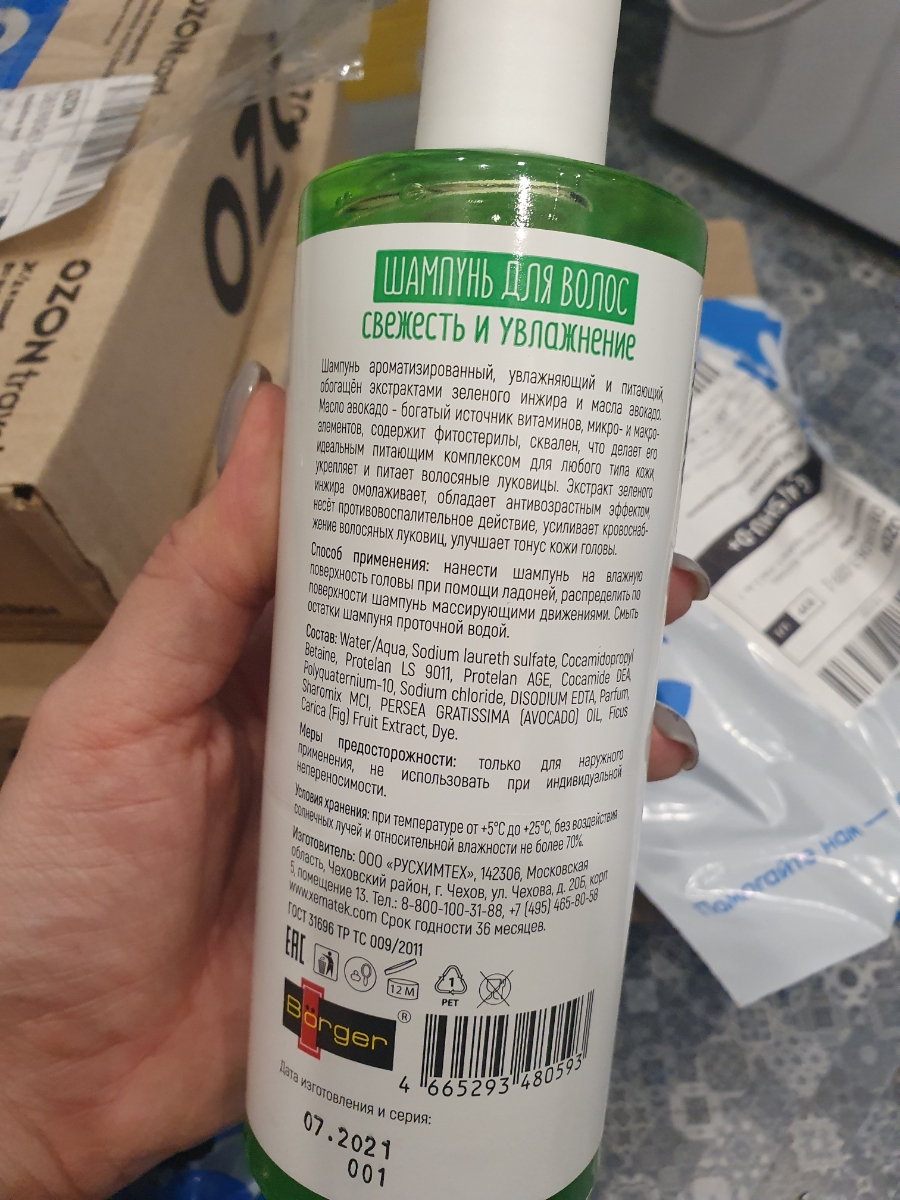 OZON card
OZON
OZON
OZON travel
ШАМПУНЬ ДЛЯ ВОЛОС
СВЕЖЕСТЬ И УВЛАЖНЕНИЕ
Шампунь ароматизированный, увлажняющий и питающий,
обогащён экстрактами зеленого инжира и масла авокадо.
Масло авокадо - богатый источник витаминов, микро- и макро-
элементов, содержит фитостерилы, сквален, что делает его
идеальным питающим комплексом для любого типа кожи,
укрепляет и питает волосяные луковицы. Экстракт зеленого
инжира омолаживает, обладает антивозрастным эффектом,
несёт противовоспалительное действие, усиливает кровоснаб-
жение волосяных луковиц, улучшает тонус кожи головы.
Способ применения: нанести шампунь на влажную
поверхность головы при помощи ладоней, распределить по
поверхности шампунь массирующими движениями. Смыть
остатки шампуня проточной водой.
Состав: Water/Aqua, Sodium laureth sulfate, Cocamidopropyl
Betaine, Protelan LS 9011, Protelan AGE, Cocamide DEA,
Polyquaternium-10, Sodium chloride, DISODIUM EDTA, Parfum,
Sharomix MCI, PERSEA GRATISSIMA (AVOCADO) OIL, Ficus
Carica (Fig) Fruit Extract, Dye.
Меры предосторожности: только для наружного
применения, не использовать при индивидуальной
непереносимости.
Условия хранения: при температуре от +5°С до +25°С, без воздействия
солнечных лучей и относительной влажности не более 70%.
Изготовитель: ООО «РУСХИМТЕХ», 142306, Московская
область, Чеховский район, г. Чехов, ул. Чехова, д. 20Б, корп
5, помещение 13. Тел.: 8-800-100-31-88, +7 (495) 465-80-58
www.xematek.com Срок годности 36 месяцев.
ГОСТ 31696 ТР ТС 009/2011
EAC
12 M
1
PET
Börger ®
4 665293 480593
Дата изготовления и серия:
07.2021
001
Помогайте нам —